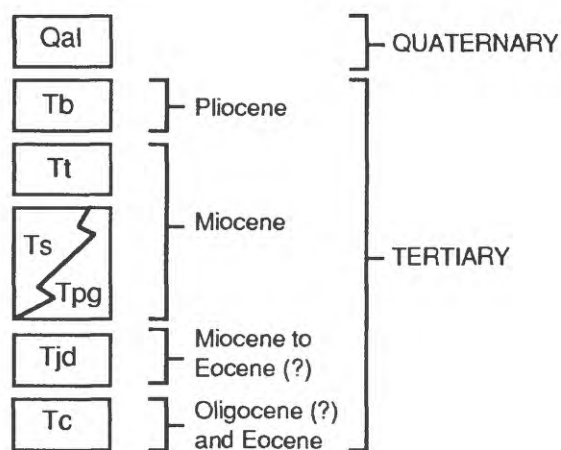 Qal
QUATERNARY
Tb
Pliocene
Tt
Miocene
Ts
Tpg
TERTIARY
Tjd
Miocene to
Eocene (?)
Tc
Oligocene (?)
and Eocene